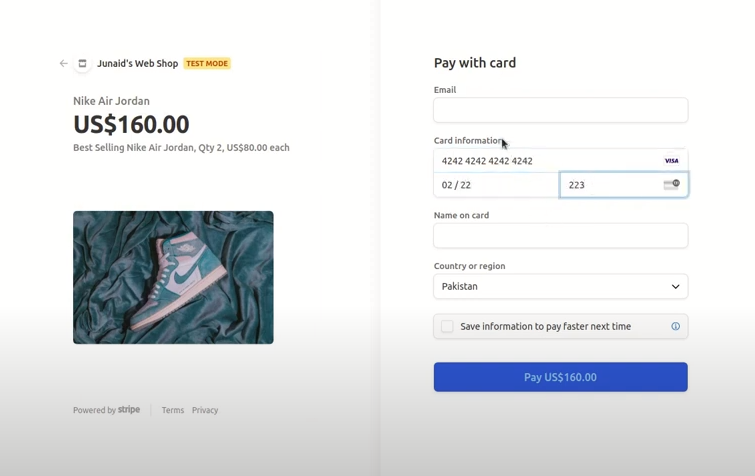 Junaid's Web Shop TEST MODE
Nike Air Jordan
US$160.00
Best Selling Nike Air Jordan, Qty 2, US$80.00 each
Powered by stripe
Terms Privacy
Pay with card
Email
Card information
4242 4242 4242 4242 VISA
02 / 22 223
Name on card
Country or region
Pakistan
Save information to pay faster next time
Pay US$160.00